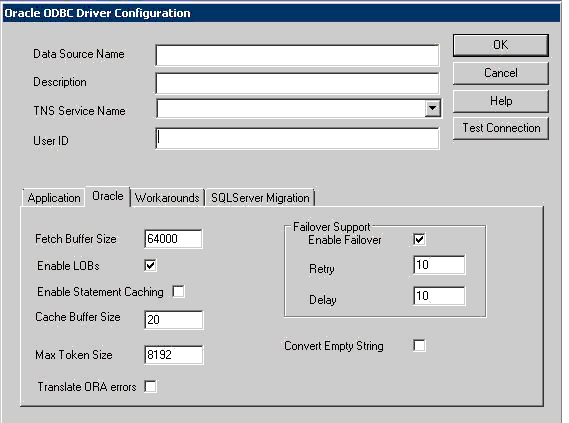 Oracle ODBC Driver Configuration
Data Source Name
OK
Description
Cancel
TNS Service Name
Help
User ID
Test Connection
Application Oracle Workarounds SQLServer Migration
Fetch Buffer Size 64000
Enable LOBs
Enable Statement Caching
Cache Buffer Size 20
Max Token Size 8192
Translate ORA errors
Failover Support
Enable Failover
Retry 10
Delay 10
Convert Empty String